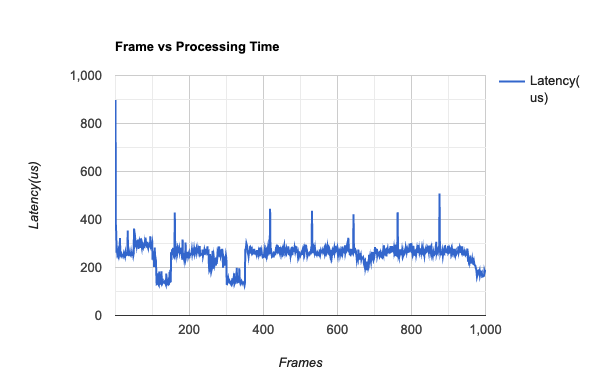 Frame vs Processing Time
1,000
800
600
400
200
0
Latency(us)
200
400
600
800
1,000
Frames
Latency(
us)